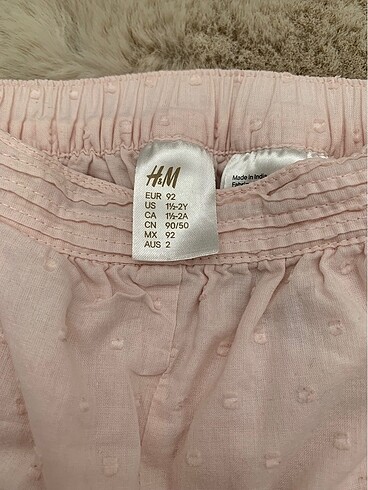 H&M
EUR 92
US 1½-2Y
CA 1½-2A
CN 90/50
MX 92
AUS 2
Made in India